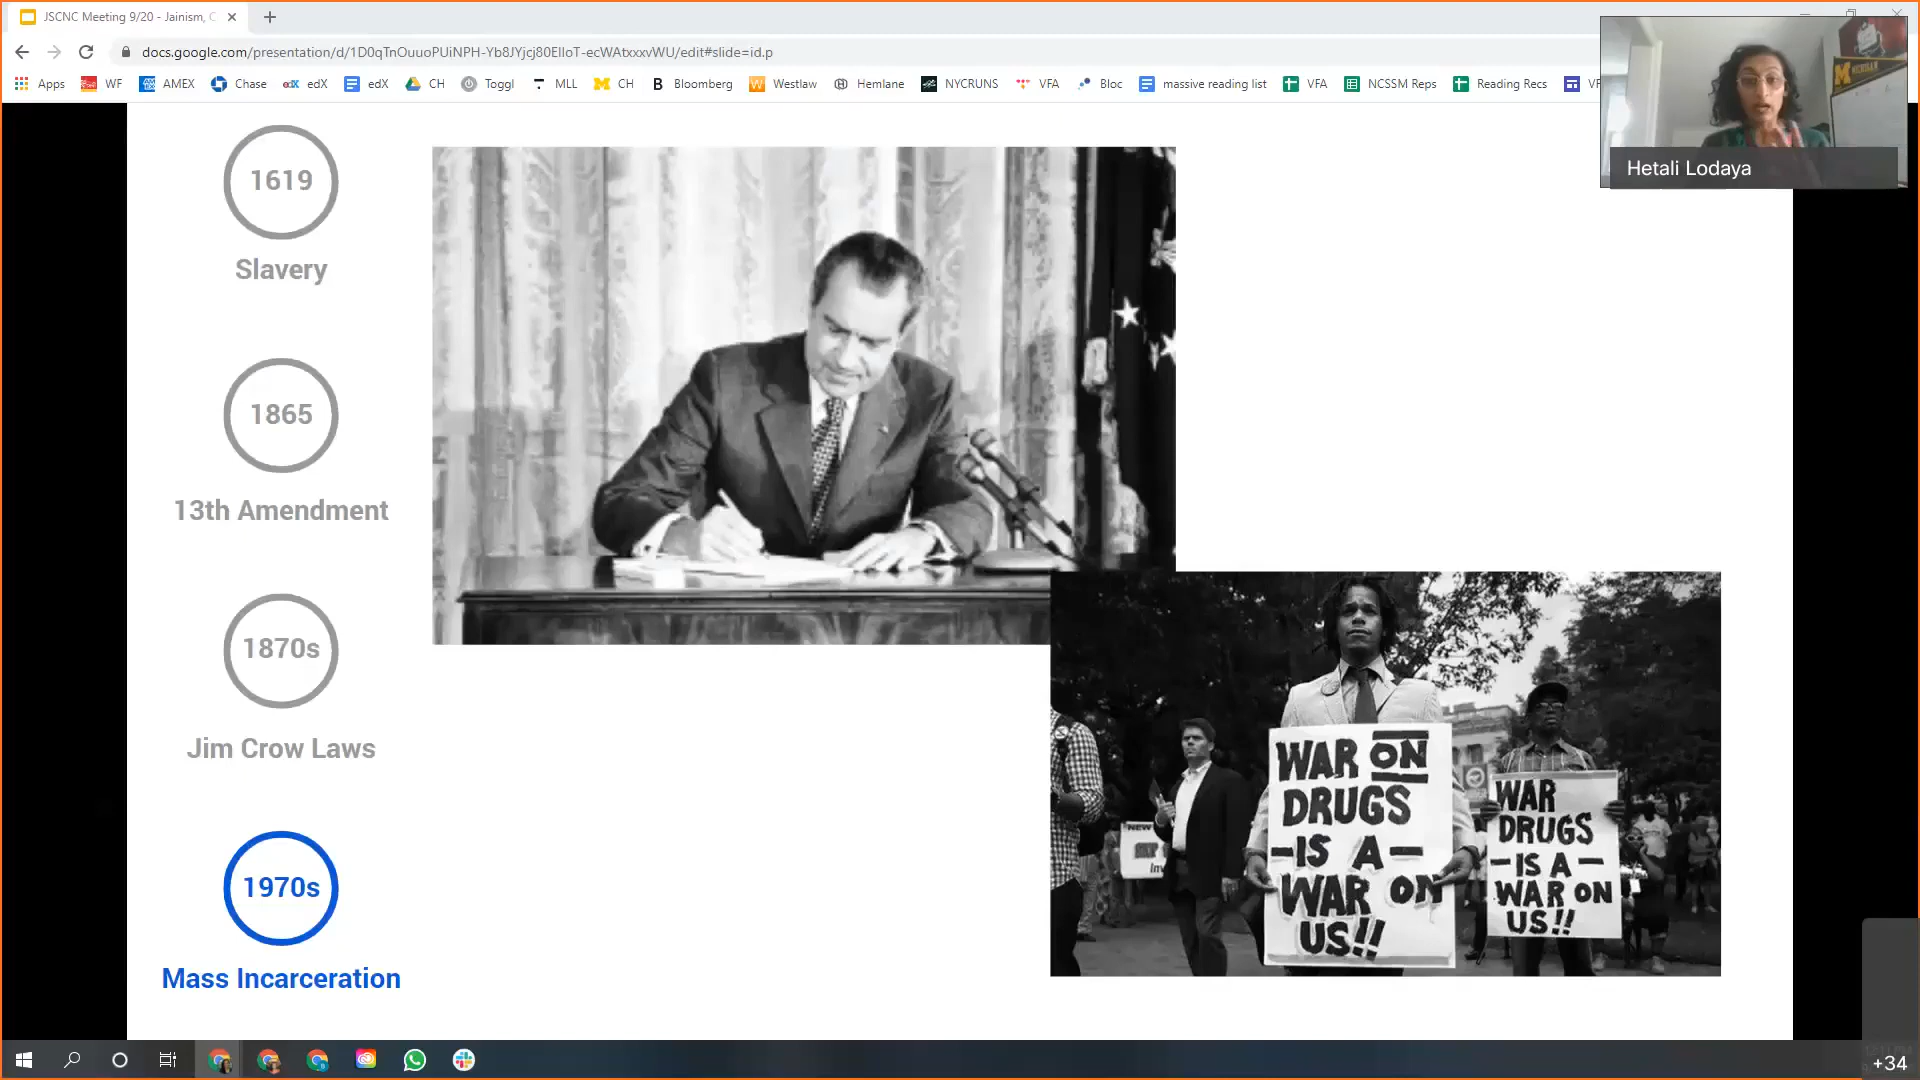 JSCNC Meeting 9/20 - Jainism, C
docs.google.com/presentation/d/1D0qTnOuuoPUiNPH-Yb8JYjcj80EIloT-ecWAtxxxvWU/edit#slide=id.p
Apps WF AMEX Chase edX edX CH Toggl MLL CH Bloomberg Westlaw Hemlane NYCRUNS VFA Bloc massive reading list VFA NCSSM Reps Reading Recs
MICHIGAN
Hetali Lodaya
1619
Slavery
1865
13th Amendment
1870s
Jim Crow Laws
1970s
Mass Incarceration
WAR ON
DRUGS
-IS A-
WAR ON
US!!
WAR
DRUGS
-IS A-
WAR ON
US!!
NEW
+34